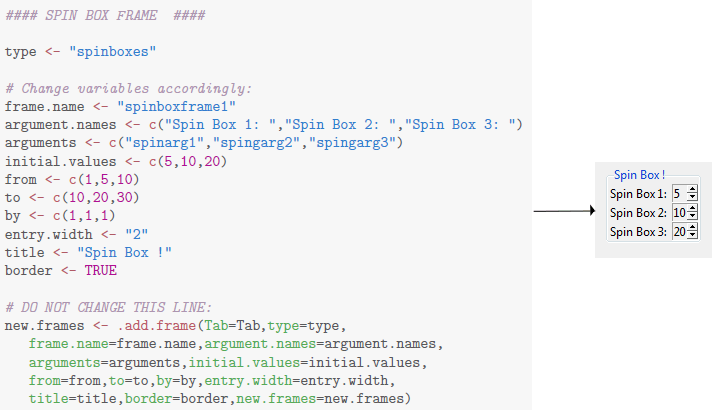 #### SPIN BOX FRAME  ####
type <- "spinboxes"
# Change variables accordingly:
frame.name <- "spinboxframe1"
argument.names <- c("Spin Box 1: ","Spin Box 2: ","Spin Box 3: ")
arguments <- c("spinarg1","spingarg2","spingarg3")
initial.values <- c(5,10,20)
from <- c(1,5,10)
to <- c(10,20,30)
by <- c(1,1,1)
entry.width <- "2"
title <- "Spin Box !"
border <- TRUE
# DO NOT CHANGE THIS LINE:
new.frames <- .add.frame(Tab=Tab,type=type,
frame.name=frame.name,argument.names=argument.names,
arguments=arguments,initial.values=initial.values,
from=from,to=to,by=by,entry.width=entry.width,
title=title,border=border,new.frames=new.frames)
Spin Box !
Spin Box 1: 5
Spin Box 2: 10
Spin Box 3: 20